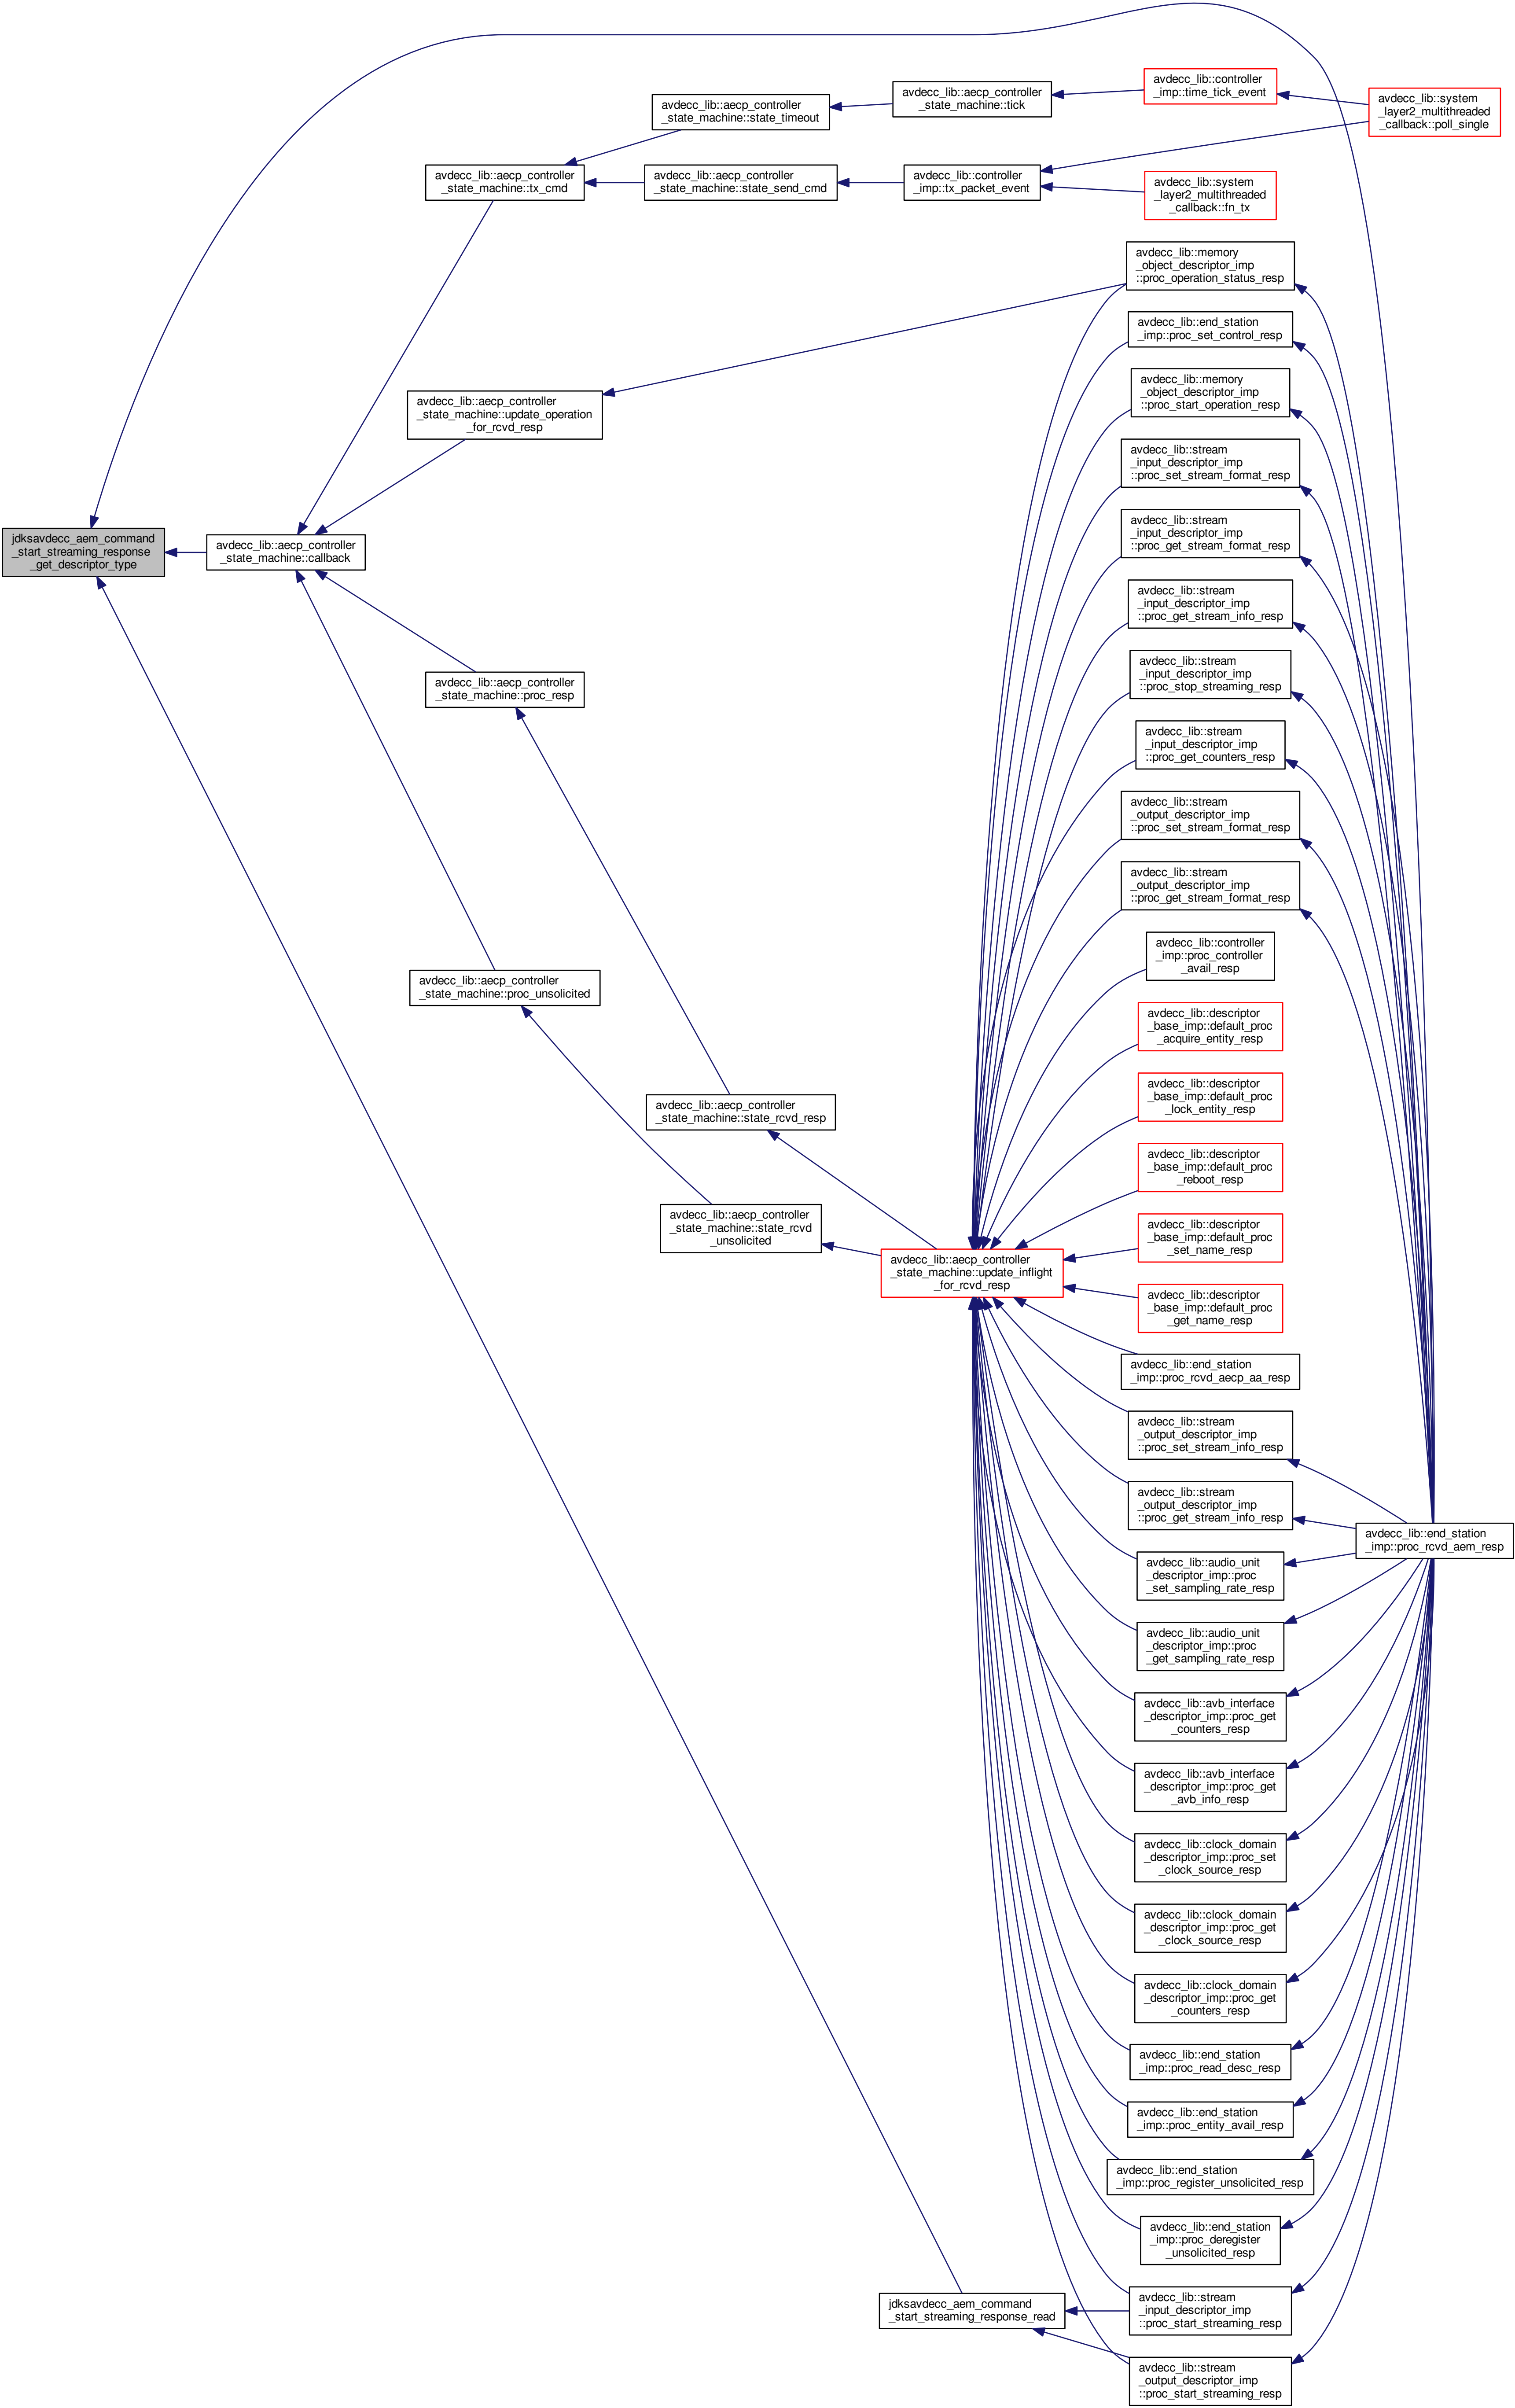 avdecc_lib::controller
_imp::time_tick_event
avdecc_lib::aecp_controller
_state_machine::tick
avdecc_lib::system
_layer2_multithreaded
_callback::poll_single
avdecc_lib::aecp_controller
_state_machine::state_timeout
avdecc_lib::aecp_controller
_state_machine::tx_cmd
avdecc_lib::aecp_controller
_state_machine::state_send_cmd
avdecc_lib::controller
_imp::tx_packet_event
avdecc_lib::system
_layer2_multithreaded
_callback::fn_tx
avdecc_lib::memory
_object_descriptor_imp
::proc_operation_status_resp
avdecc_lib::end_station
_imp::proc_set_control_resp
avdecc_lib::memory
_object_descriptor_imp
::proc_start_operation_resp
avdecc_lib::aecp_controller
_state_machine::update_operation
_for_rcvd_resp
avdecc_lib::stream
_input_descriptor_imp
::proc_set_stream_format_resp
avdecc_lib::stream
_input_descriptor_imp
::proc_get_stream_format_resp
jdksavdecc_aem_command
_start_streaming_response
_get_descriptor_type
avdecc_lib::aecp_controller
_state_machine::callback
avdecc_lib::stream
_input_descriptor_imp
::proc_get_stream_info_resp
avdecc_lib::stream
_input_descriptor_imp
::proc_stop_streaming_resp
avdecc_lib::aecp_controller
_state_machine::proc_resp
avdecc_lib::stream
_input_descriptor_imp
::proc_get_counters_resp
avdecc_lib::stream
_output_descriptor_imp
::proc_set_stream_format_resp
avdecc_lib::stream
_output_descriptor_imp
::proc_get_stream_format_resp
avdecc_lib::controller
_imp::proc_controller
_avail_resp
avdecc_lib::aecp_controller
_state_machine::proc_unsolicited
avdecc_lib::descriptor
_base_imp::default_proc
_acquire_entity_resp
avdecc_lib::descriptor
_base_imp::default_proc
_lock_entity_resp
avdecc_lib::aecp_controller
_state_machine::state_rcvd_resp
avdecc_lib::descriptor
_base_imp::default_proc
_reboot_resp
avdecc_lib::aecp_controller
_state_machine::state_rcvd
_unsolicited
avdecc_lib::descriptor
_base_imp::default_proc
_set_name_resp
avdecc_lib::aecp_controller
_state_machine::update_inflight
_for_rcvd_resp
avdecc_lib::descriptor
_base_imp::default_proc
_get_name_resp
avdecc_lib::end_station
_imp::proc_rcvd_aecp_aa_resp
avdecc_lib::stream
_output_descriptor_imp
::proc_set_stream_info_resp
avdecc_lib::stream
_output_descriptor_imp
::proc_get_stream_info_resp
avdecc_lib::end_station
_imp::proc_rcvd_aem_resp
avdecc_lib::audio_unit
_descriptor_imp::proc
_set_sampling_rate_resp
avdecc_lib::audio_unit
_descriptor_imp::proc
_get_sampling_rate_resp
avdecc_lib::avb_interface
_descriptor_imp::proc_get
_counters_resp
avdecc_lib::avb_interface
_descriptor_imp::proc_get
_avb_info_resp
avdecc_lib::clock_domain
_descriptor_imp::proc_set
_clock_source_resp
avdecc_lib::clock_domain
_descriptor_imp::proc_get
_clock_source_resp
avdecc_lib::clock_domain
_descriptor_imp::proc_get
_counters_resp
avdecc_lib::end_station
_imp::proc_read_desc_resp
avdecc_lib::end_station
_imp::proc_entity_avail_resp
avdecc_lib::end_station
_imp::proc_register_unsolicited_resp
avdecc_lib::end_station
_imp::proc_deregister
_unsolicited_resp
jdksavdecc_aem_command
_start_streaming_response_read
avdecc_lib::stream
_input_descriptor_imp
::proc_start_streaming_resp
avdecc_lib::stream
_output_descriptor_imp
::proc_start_streaming_resp